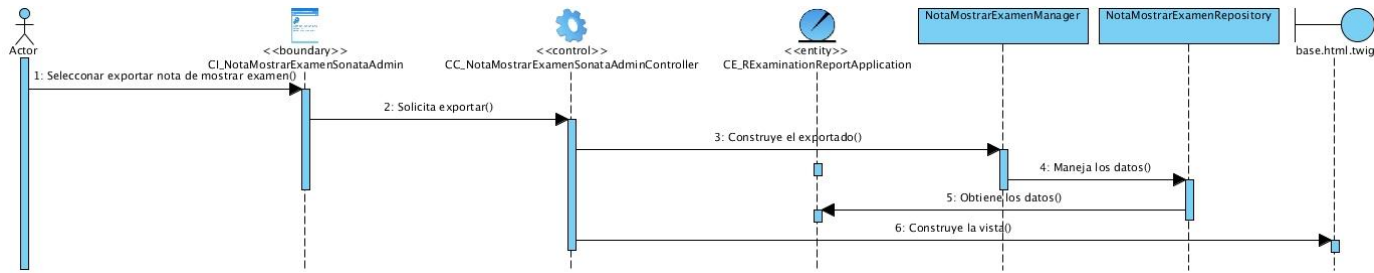 NotaMostrarExamenManager
NotaMostrarExamenRepository
Actor
<<boundary>>
CI_NotaMostrarExamenSonataAdmin
<<control>>
CC_NotaMostrarExamenSonataAdminController
<<entity>>
CE_RExaminationReportApplication
base.html.twig
1: Selecconar exportar nota de mostrar examen()
2: Solicita exportar()
3: Construye el exportado()
4: Maneja los datos()
5: Obtiene los datos()
6: Construye la vista()